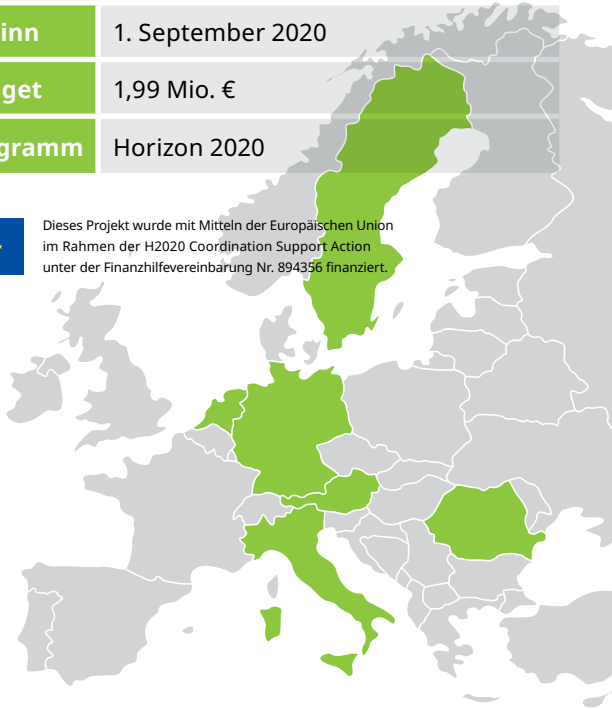 inn 1. September 2020
get 1,99 Mio. €
gramm Horizon 2020
Dieses Projekt wurde mit Mitteln der Europäischen Union
im Rahmen der H2020 Coordination Support Action
unter der Finanzhilfevereinbarung Nr. 894356 finanziert.